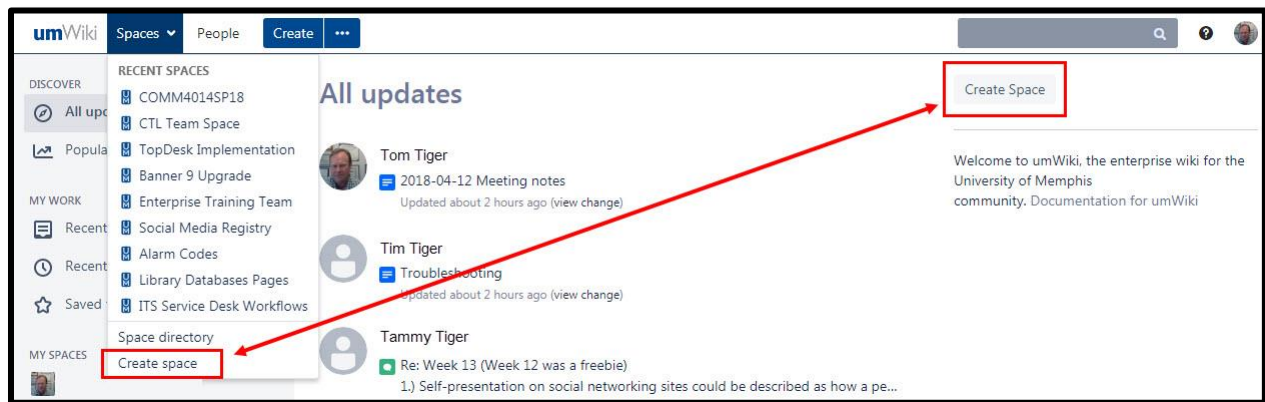 umWiki Spaces People Create •••
DISCOVER
All upd
Popula
MY WORK
Recent
Recent
Saved
MY SPACES
RECENT SPACES
COMM4014SP18
CTL Team Space
TopDesk Implementation
Banner 9 Upgrade
Enterprise Training Team
Social Media Registry
Alarm Codes
Library Databases Pages
ITS Service Desk Workflows
Space directory
Create space
All updates
Tom Tiger
2018-04-12 Meeting notes
Updated about 2 hours ago (view change)
Tim Tiger
Troubleshooting
Updated about 2 hours ago (view change)
Tammy Tiger
Re: Week 13 (Week 12 was a freebie)
1.) Self-presentation on social networking sites could be described as how a pe...
Create Space
Welcome to umWiki, the enterprise wiki for the
University of Memphis
community. Documentation for umWiki